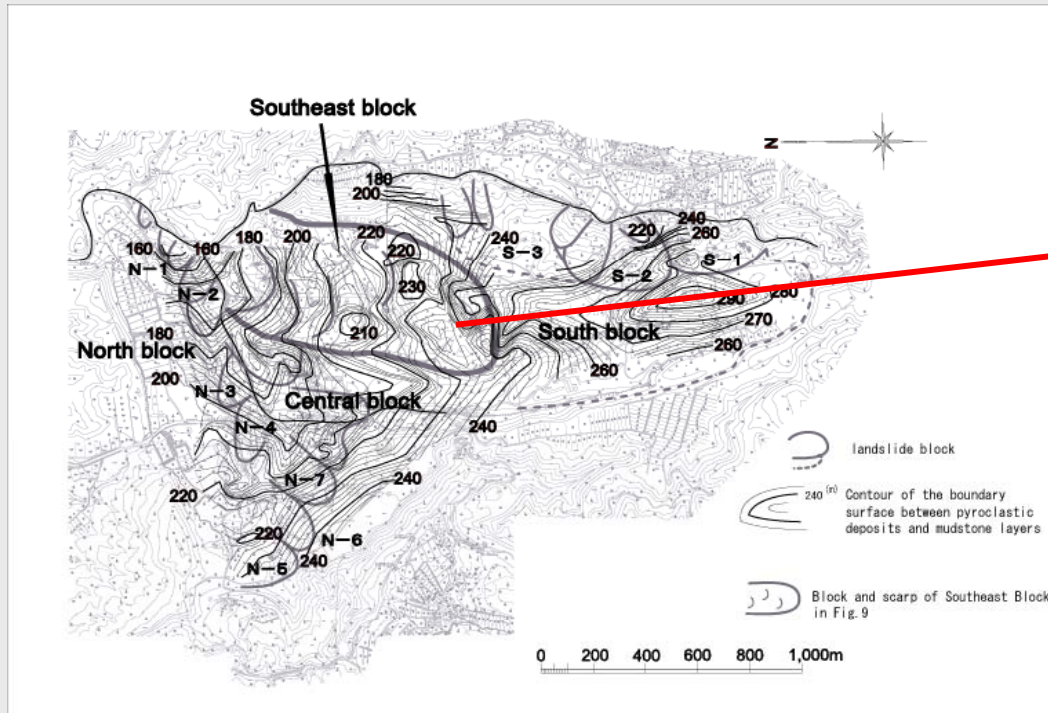 Southeast block
N
180
200
220
240
240
220
260
160
160
180
200
220
S-3
S-1
N-1
S-2
N-2
230
290
280
210
South block
270
180
North block
260
260
200
N-3
Central block
240
N-4
landslide block
N-7
240
220
240 (m) Contour of the boundary
surface between pyroclastic
deposits and mudstone layers
220
N-6
240
N-5
Block and scarp of Southeast Block
in Fig.9
0 200 400 600 800 1,000m